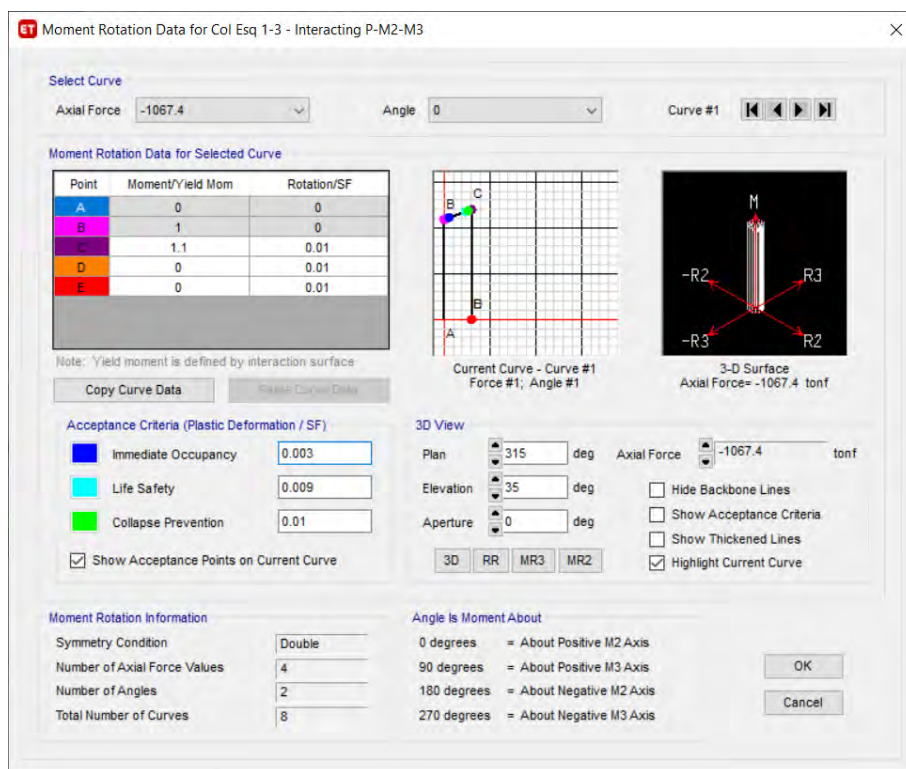 ET Moment Rotation Data for Col Esq 1-3 - Interacting P-M2-M3
Select Curve
Axial Force -1067.4 Angle 0 Curve #1
Moment Rotation Data for Selected Curve
Point Moment/Yield Mom Rotation/SF
A 0 0
B 1 0
C 1.1 0.01
D 0 0.01
E 0 0.01
B C
A B
M
-R2 R3
-R3 R2
Note: Yield moment is defined by interaction surface
Current Curve - Curve #1
Force #1; Angle #1
3-D Surface
Axial Force= -1067.4 tonf
Copy Curve Data Paste Curve Data
Acceptance Criteria (Plastic Deformation / SF)
Immediate Occupancy 0.003
Life Safety 0.009
Collapse Prevention 0.01
Show Acceptance Points on Current Curve
3D View
Plan 315 deg Axial Force -1067.4 tonf
Elevation 35 deg
Aperture 0 deg
3D RR MR3 MR2
Hide Backbone Lines
Show Acceptance Criteria
Show Thickened Lines
Highlight Current Curve
Moment Rotation Information
Symmetry Condition Double
Number of Axial Force Values 4
Number of Angles 2
Total Number of Curves 8
Angle Is Moment About
0 degrees = About Positive M2 Axis
90 degrees = About Positive M3 Axis
180 degrees = About Negative M2 Axis
270 degrees = About Negative M3 Axis
OK
Cancel